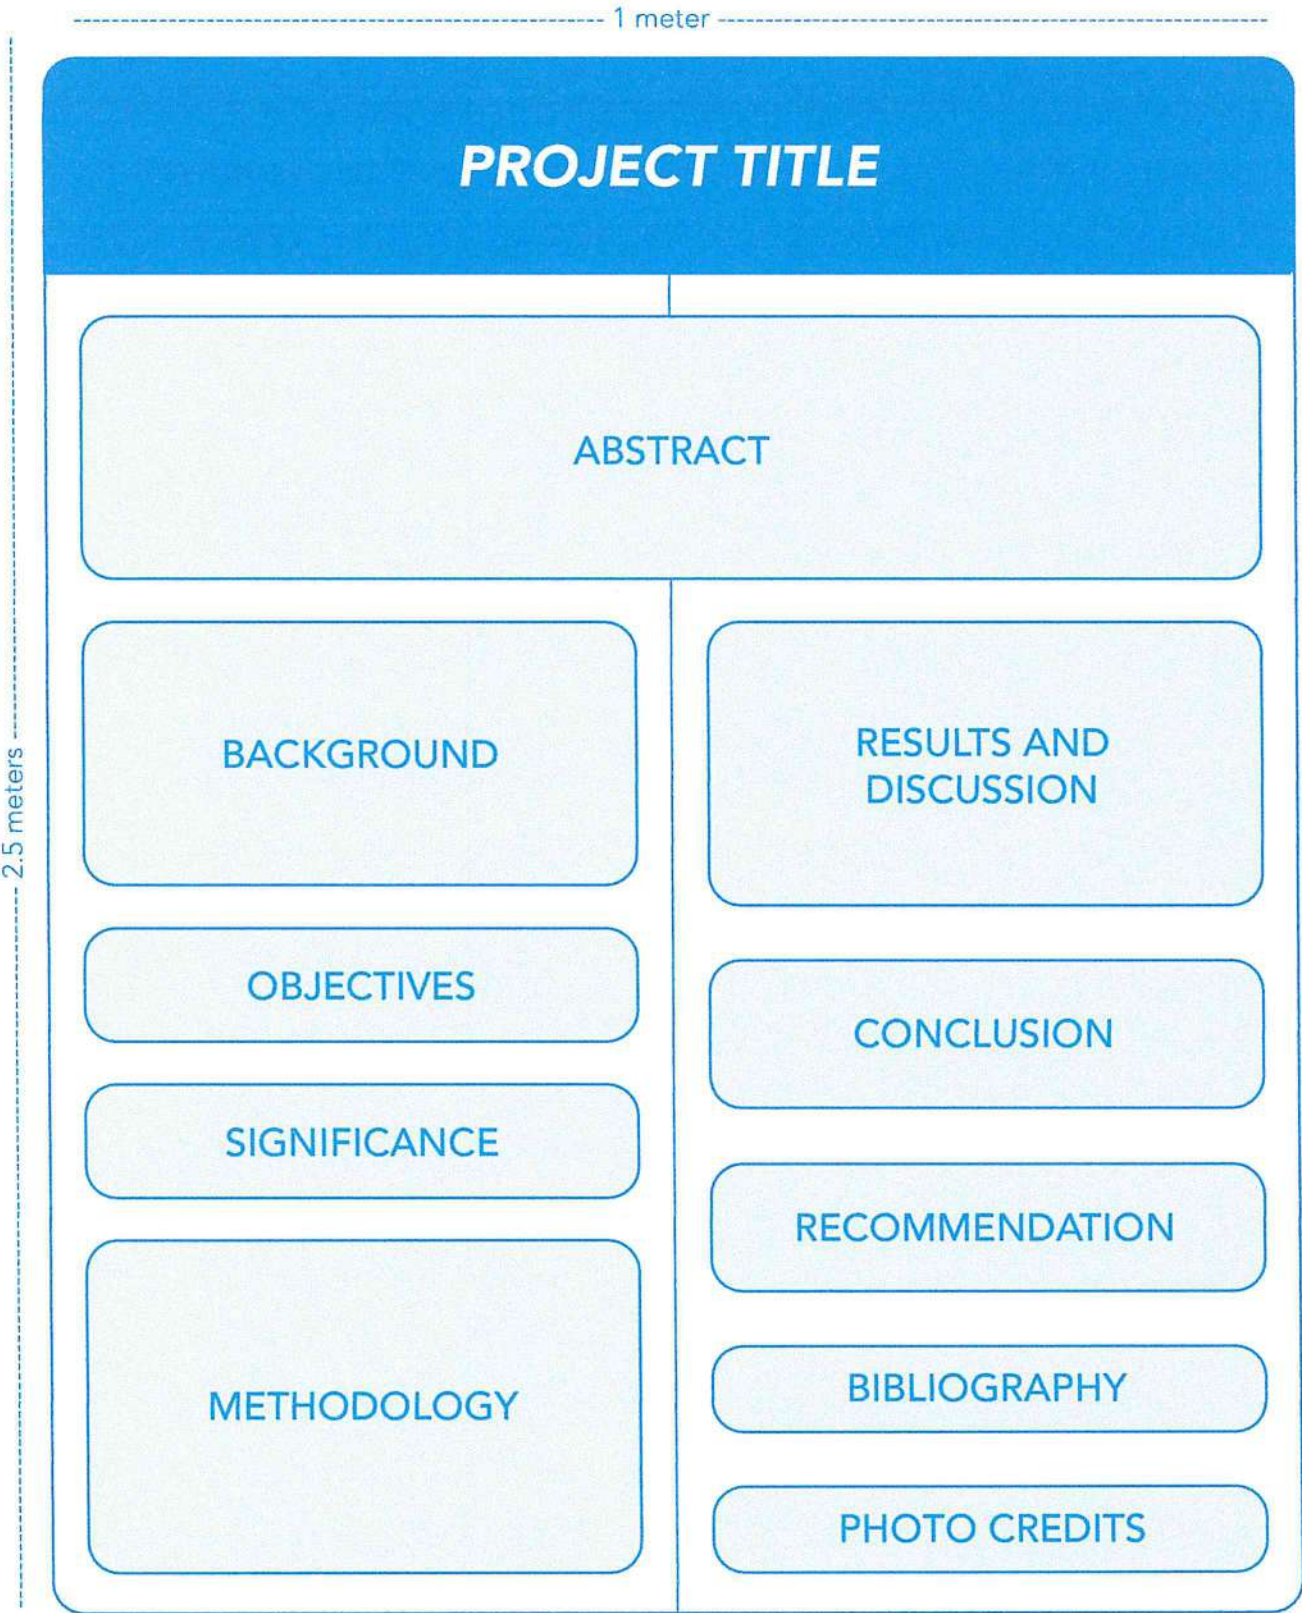 1 meter
2.5 meters
PROJECT TITLE
ABSTRACT
BACKGROUND
OBJECTIVES
SIGNIFICANCE
METHODOLOGY
RESULTS AND
DISCUSSION
CONCLUSION
RECOMMENDATION
BIBLIOGRAPHY
PHOTO CREDITS